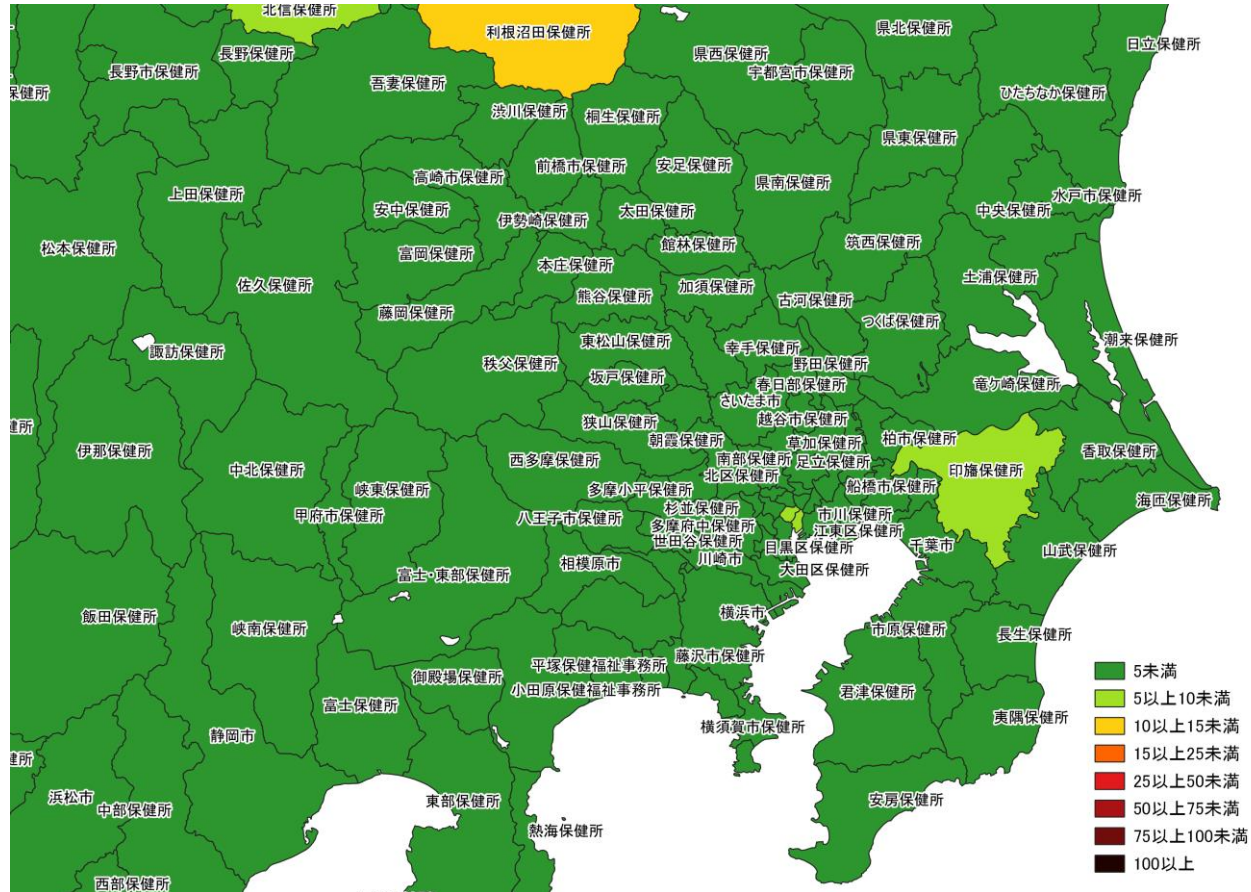 北信保健所
利根沼田保健所
県北保健所
日立保健所
長野保健所
県西保健所
長野市保健所
宇都宮市保健所
吾妻保健所
保健所
ひたちなか保健所
渋川保健所
桐生保健所
県東保健所
前橋市保健所
安足保健所
高崎市保健所
県南保健所
上田保健所
水戸市保健所
安中保健所
太田保健所
中央保健所
伊勢崎保健所
松本保健所
館林保健所
筑西保健所
富岡保健所
本庄保健所
土浦保健所
佐久保健所
加須保健所
熊谷保健所
古河保健所
藤岡保健所
つくば保健所
東松山保健所
潮来保健所
諏訪保健所
幸手保健所
秩父保健所
野田保健所
坂戸保健所
春日部保健所
竜ケ崎保健所
さいたま市
越谷市保健所
狭山保健所
健所
朝霞保健所
草加保健所
柏市保健所
伊那保健所
香取保健所
西多摩保健所
南部保健所
足立保健所
中北保健所
印旛保健所
北区保健所
峡東保健所
多摩小平保健所
船橋市保健所
海匝保健所
杉並保健所
甲府市保健所
八王子市保健所
市川保健所
多摩府中保健所
江東区保健所
世田谷保健所
目黒区保健所
千葉市
山武保健所
川崎市
相模原市
大田区保健所
富士・東部保健所
横浜市
飯田保健所
峡南保健所
市原保健所
長生保健所
藤沢市保健所
平塚保健福祉事務所
御殿場保健所
小田原保健福祉事務所
君津保健所
富士保健所
夷隅保健所
横須賀市保健所
静岡市
健所
浜松市
中部保健所
東部保健所
安房保健所
熱海保健所
西部保健所
5未満
5以上10未満
10以上15未満
15以上25未満
25以上50未満
50以上75未満
75以上100未満
100以上